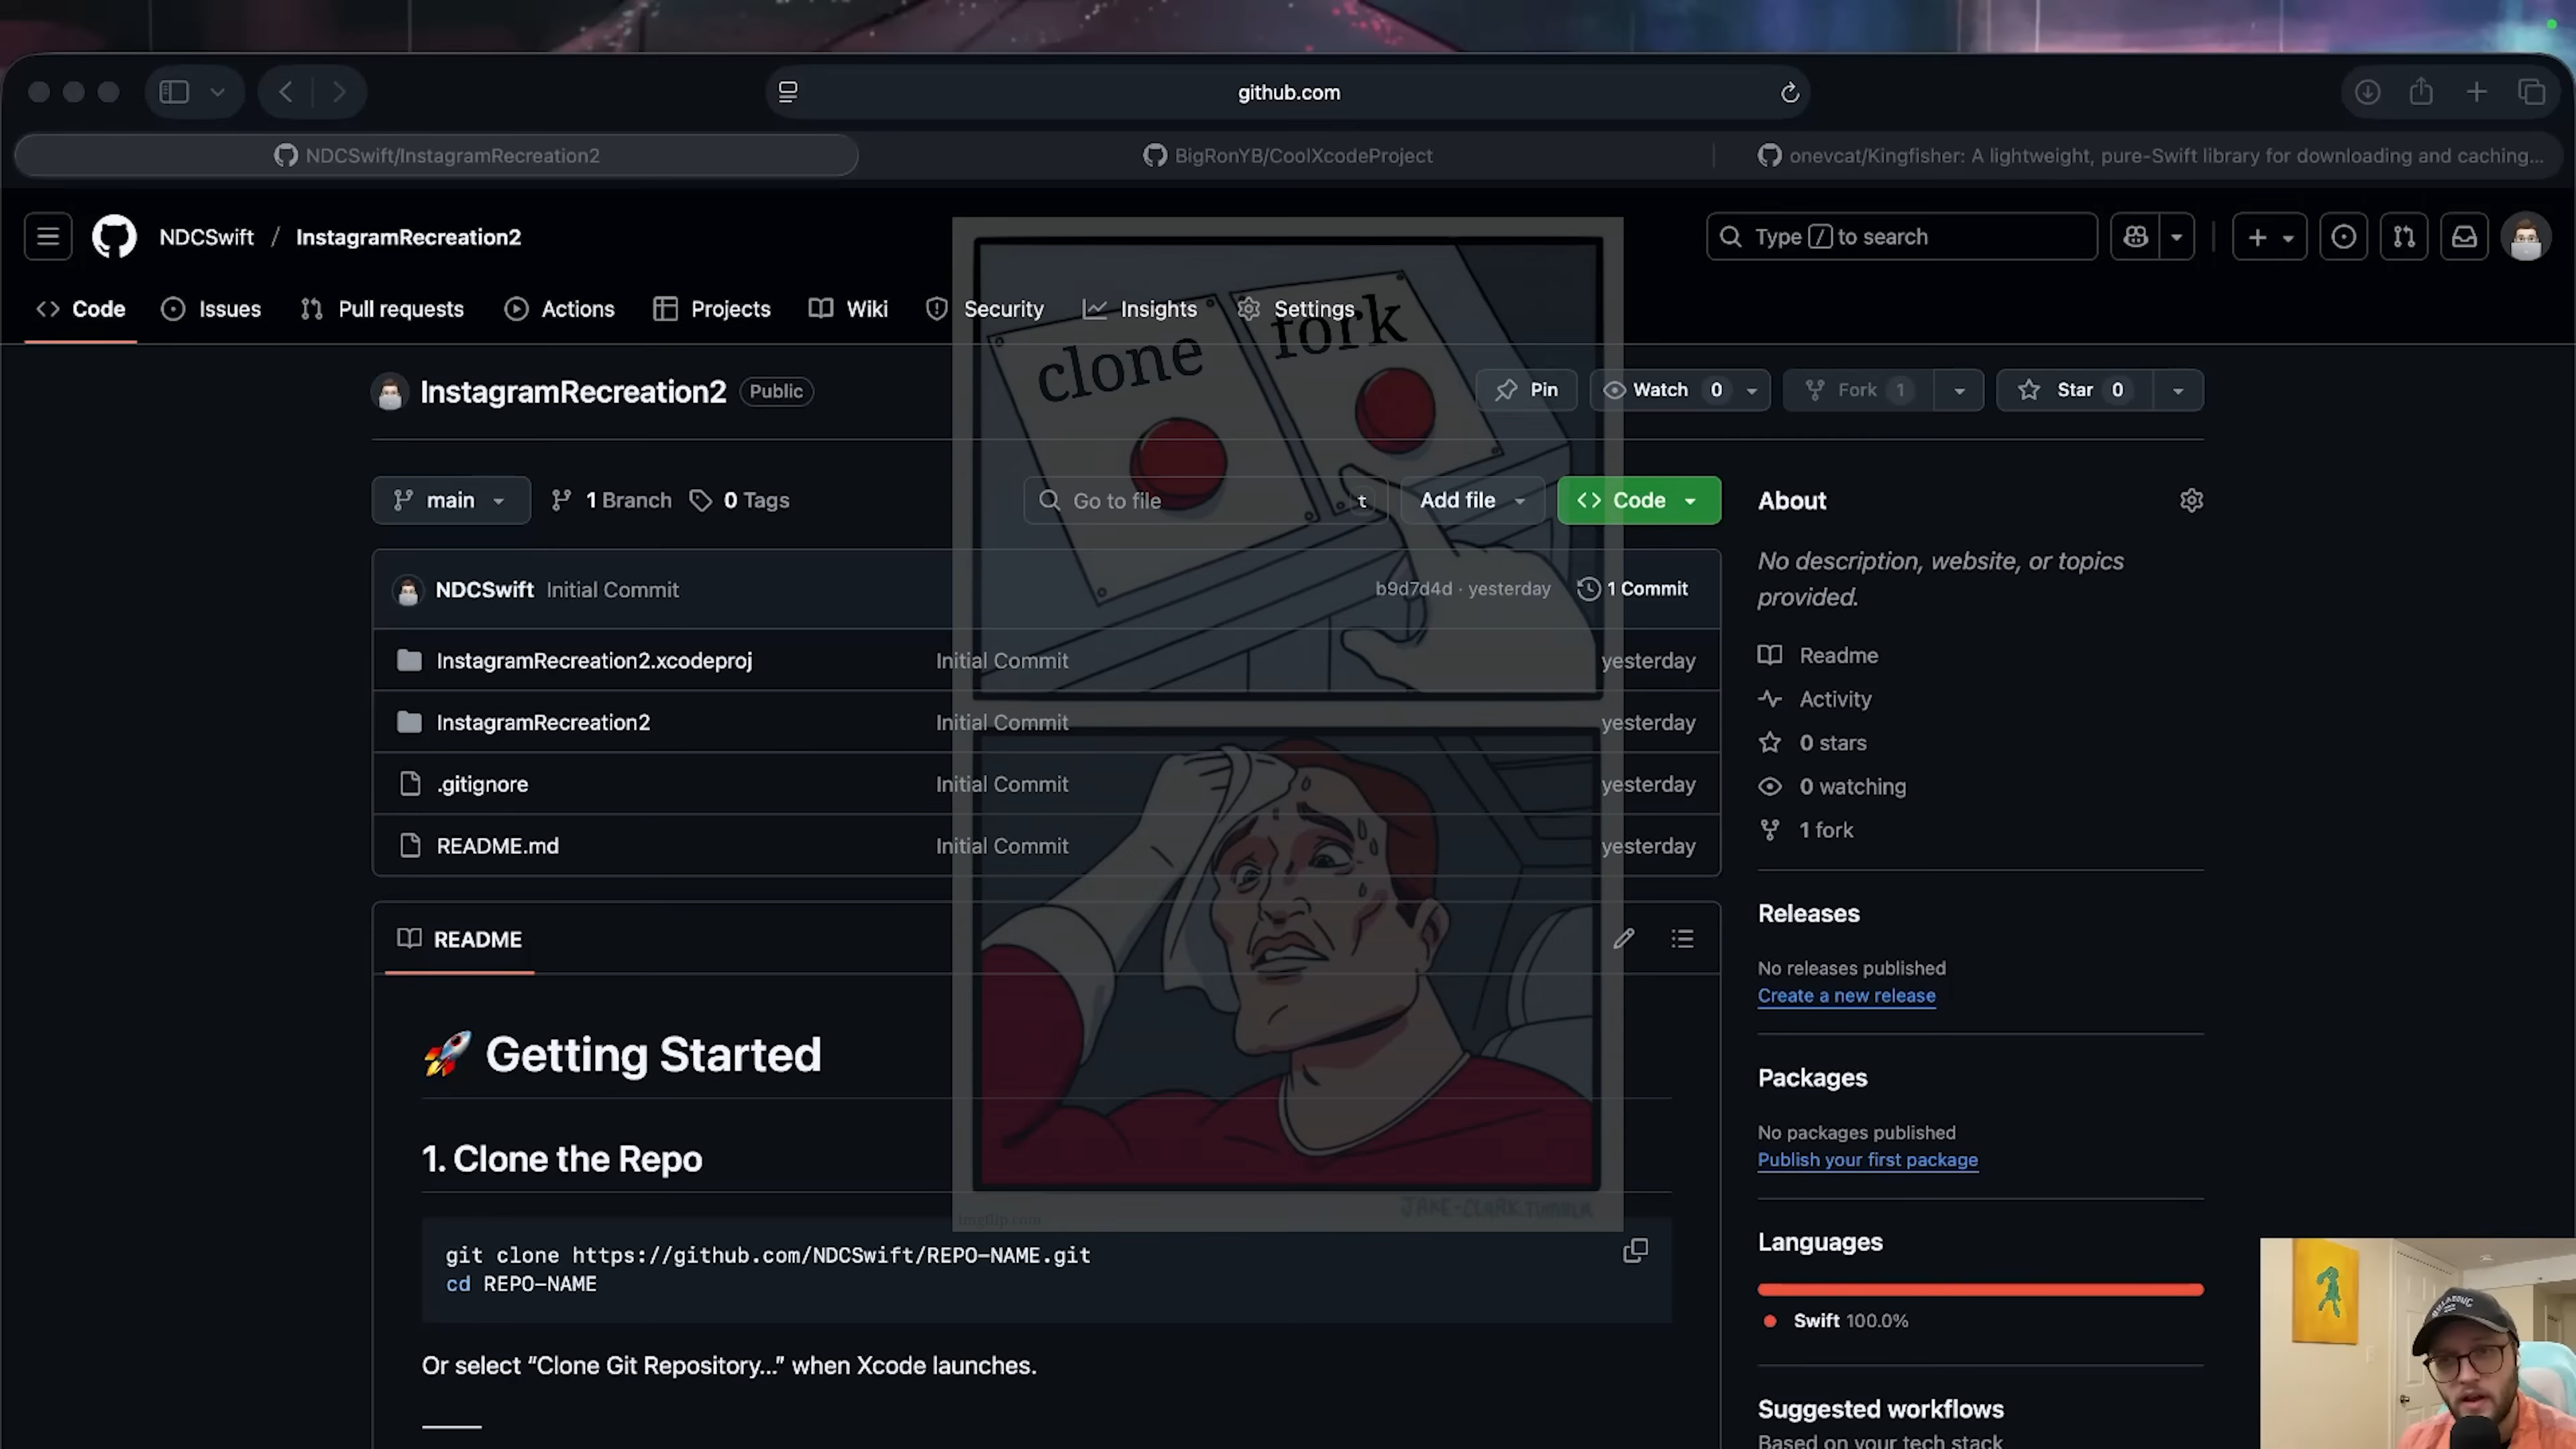 github.com
NDCSwift/InstagramRecreation2
BigRonYB/CoolXcodeProject
onevcat/Kingfisher: A lightweight, pure-Swift library for downloading and caching...
NDCSwift / InstagramRecreation2
Type / to search
Code Issues Pull requests Actions Projects Wiki Security Insights Settings
clone fork
InstagramRecreation2 Public
Pin Watch 0 Fork 1 Star 0
main 1 Branch 0 Tags Go to file t Add file Code
NDCSwift Initial Commit b9d7d4d · yesterday 1 Commit
InstagramRecreation2.xcodeproj Initial Commit yesterday
InstagramRecreation2 Initial Commit yesterday
.gitignore Initial Commit yesterday
README.md Initial Commit yesterday
README
🚀 Getting Started
1. Clone the Repo
JAKE-CLARK.TUMBLR
imgflip.com
git clone https://github.com/NDCSwift/REPO-NAME.git
cd REPO-NAME
Or select “Clone Git Repository...” when Xcode launches.
About
No description, website, or topics
provided.
Readme
Activity
0 stars
0 watching
1 fork
Releases
No releases published
Create a new release
Packages
No packages published
Publish your first package
Languages
Swift 100.0%
Suggested workflows
Based on your tech stack
BILLABONG